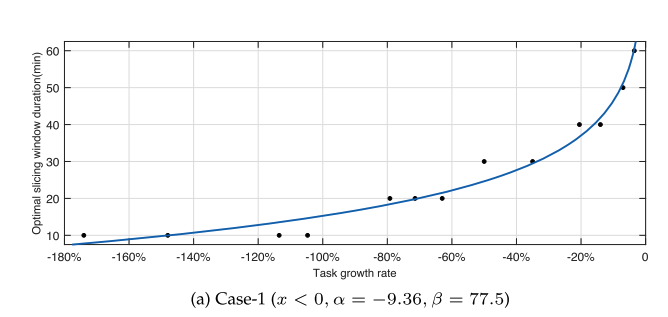 Optimal slicing window duration(min)
60
50
40
30
20
10
-180% -160% -140% -120% -100% -80% -60% -40% -20% 0
Task growth rate
(a) Case-1 (x < 0, α = −9.36, β = 77.5)